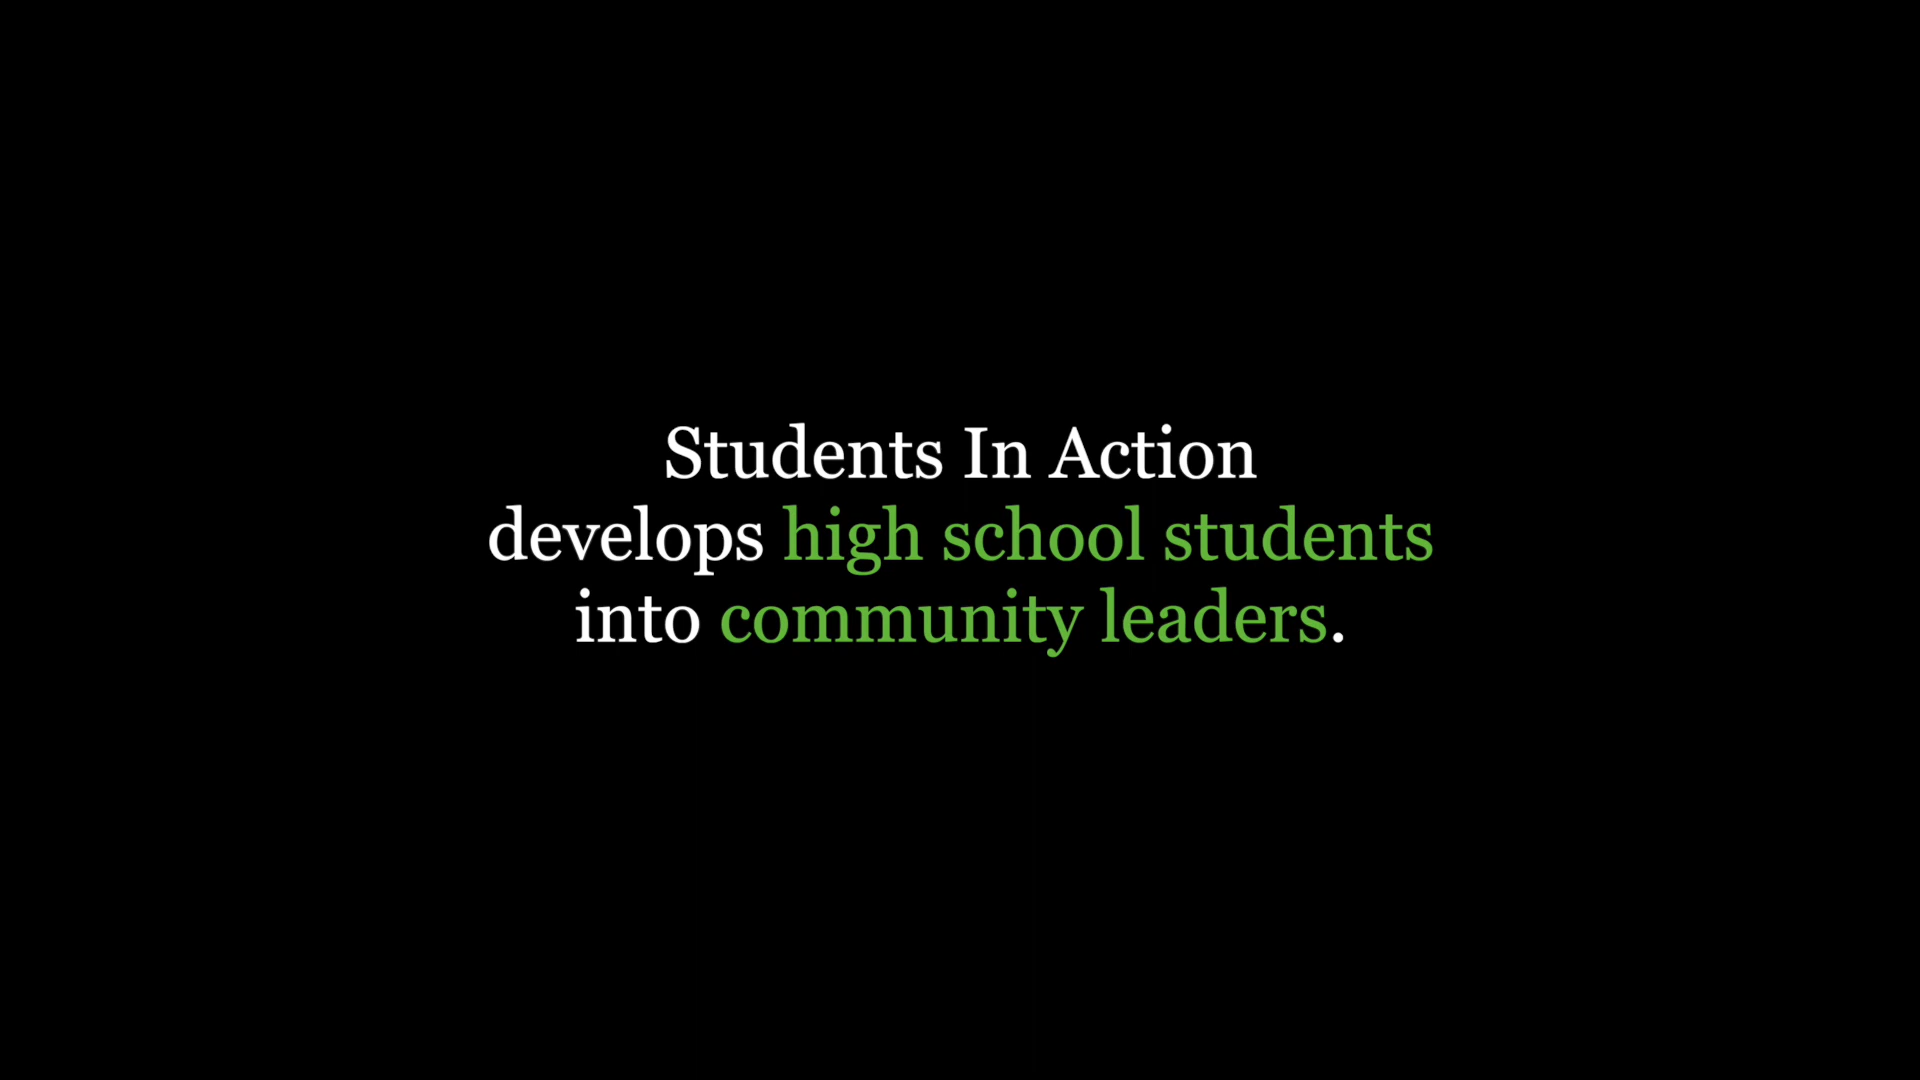 Students In Action
develops high school students
into community leaders.